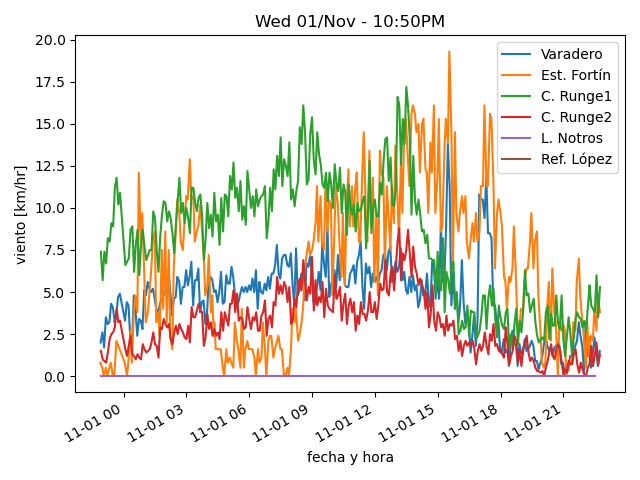 Wed 01/Nov - 10:50PM
viento [km/hr]
20.0
17.5
15.0
12.5
10.0
7.5
5.0
2.5
0.0
Varadero
Est. Fortín
C. Runge1
C. Runge2
L. Notros
Ref. López
11-01 00
11-01 03
11-01 06
11-01 09
11-01 12
11-01 15
11-01 18
11-01 21
fecha y hora